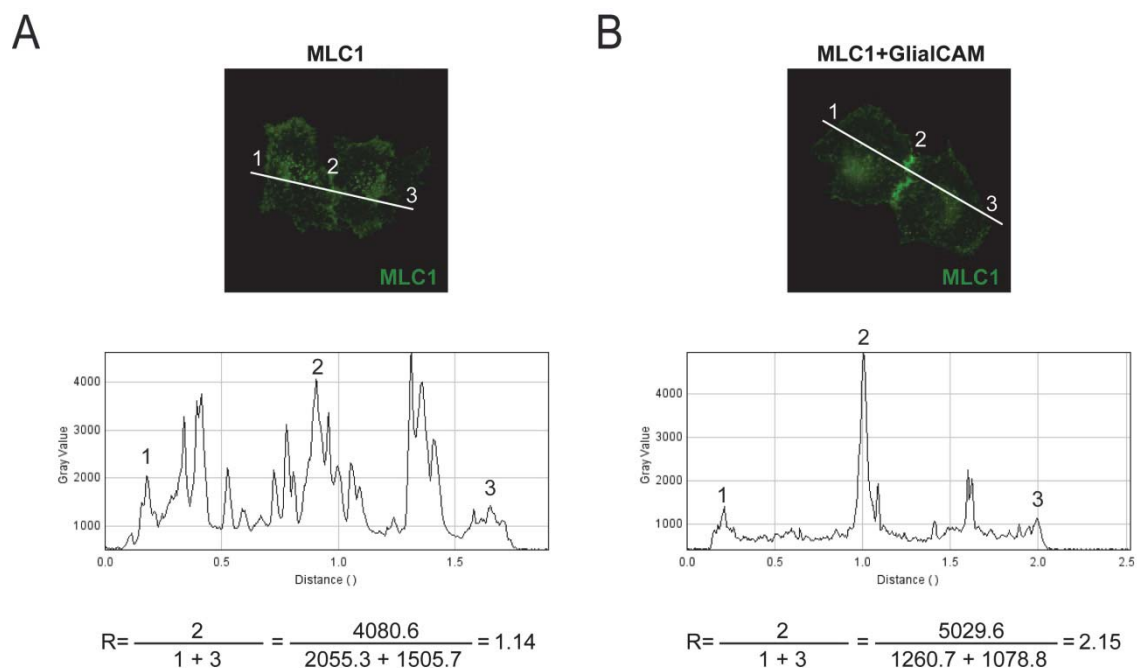 A
MLC1
1
2
3
MLC1
4000
3000
2000
1000
Gray Value
1
2
3
0.0
0.5
1.0
1.5
Distance ( )
R= 2 / 1 + 3 = 4080.6 / 2055.3 + 1505.7 = 1.14
B
MLC1+GlialCAM
1
2
3
MLC1
4000
3000
2000
1000
Gray Value
1
2
3
0.0
0.5
1.0
1.5
2.0
2.5
Distance ( )
R= 2 / 1 + 3 = 5029.6 / 1260.7 + 1078.8 = 2.15